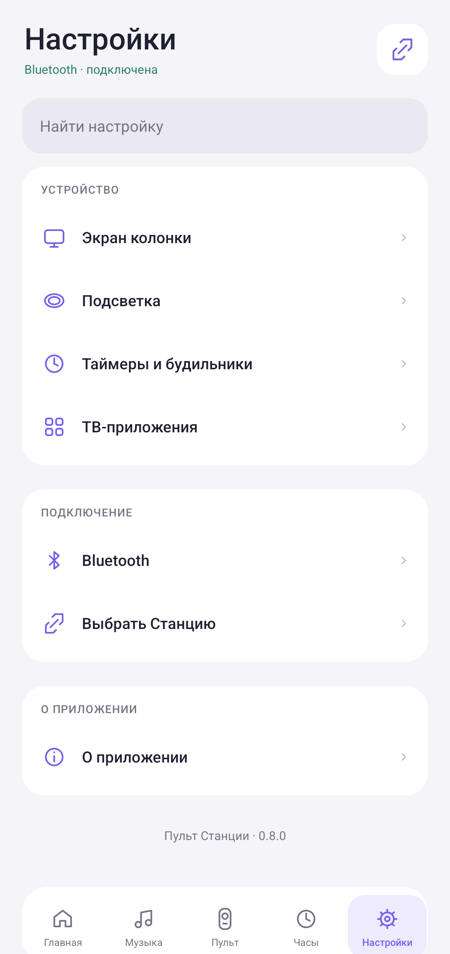 Настройки
Bluetooth · подключена
Найти настройку
УСТРОЙСТВО
Экран колонки
Подсветка
Таймеры и будильники
ТВ-приложения
ПОДКЛЮЧЕНИЕ
Bluetooth
Выбрать Станцию
О ПРИЛОЖЕНИИ
О приложении
Пульт Станции · 0.8.0
Главная
Музыка
Пульт
Часы
Настройки